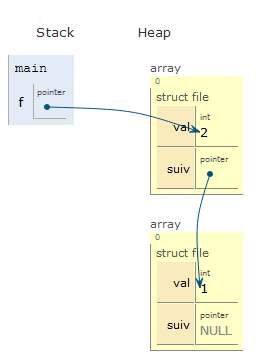 Stack Heap
array
0
main
struct file
pointer
int
f
val
2
pointer
suiv
array
0
struct file
int
val
1
pointer
suiv
NULL